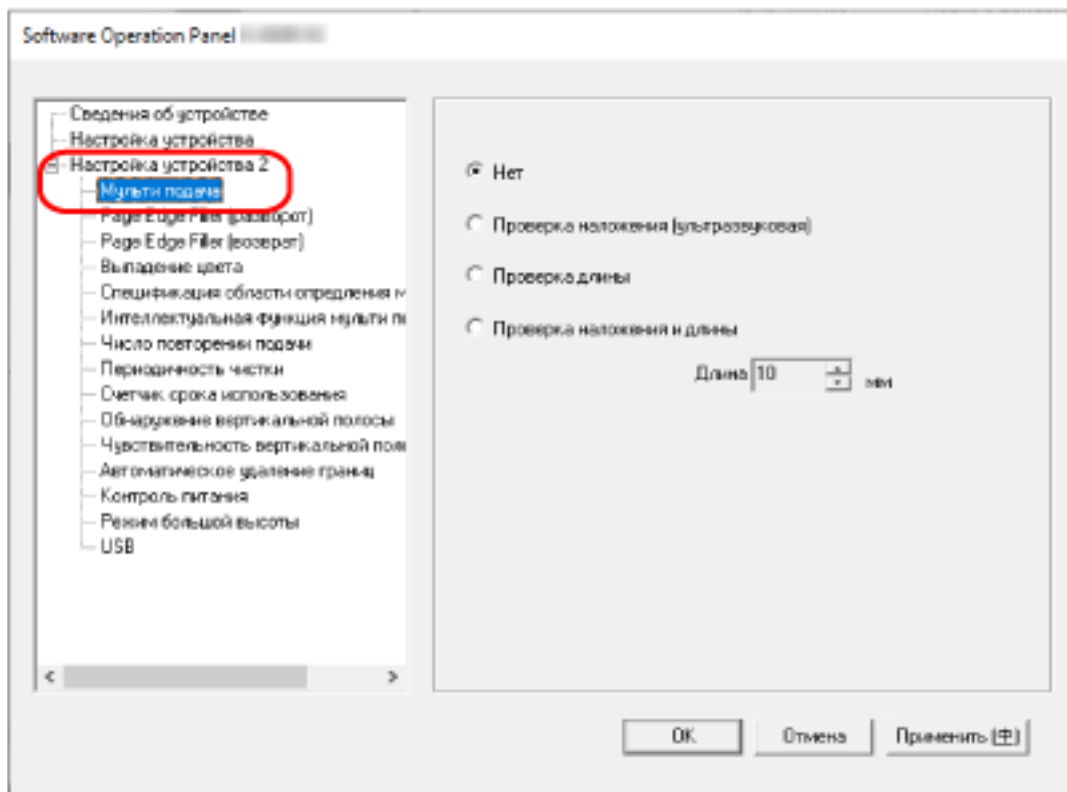 Software Operation Panel
Сведения об устройстве
Настройка устройства
Настройка устройства 2
Мульти подача
Page Edge Filler (разворот)
Page Edge Filler (возврат)
Выпадение цвета
Спецификация области опредления м
Интеллектуальная функция мульти п
Число повторении подачи
Периодичность чистки
Счетчик срока использования
Обнаружение вертикальной полосы
Чувствительность вертикальной пол
Автоматическое удаление границ
Контроль питания
Режим большой высоты
USB
Нет
Проверка наложения (ультразвуковая)
Проверка длины
Проверка наложения и длины
Длина 10 мм
OK Отмена Применить (中)